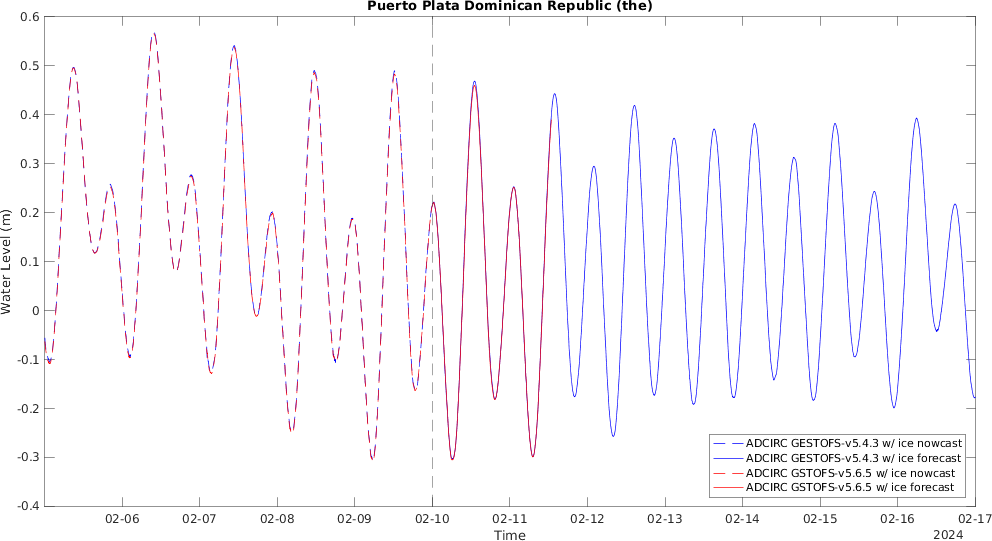 Puerto Plata Dominican Republic (the)
Water Level (m)
0.6
0.5
0.4
0.3
0.2
0.1
0
-0.1
-0.2
-0.3
-0.4
ADCIRC GESTOFS-v5.4.3 w/ ice nowcast
ADCIRC GESTOFS-v5.4.3 w/ ice forecast
ADCIRC GSTOFS-v5.6.5 w/ ice nowcast
ADCIRC GSTOFS-v5.6.5 w/ ice forecast
02-06 02-07 02-08 02-09 02-10 02-11 02-12 02-13 02-14 02-15 02-16 02-17
Time
2024